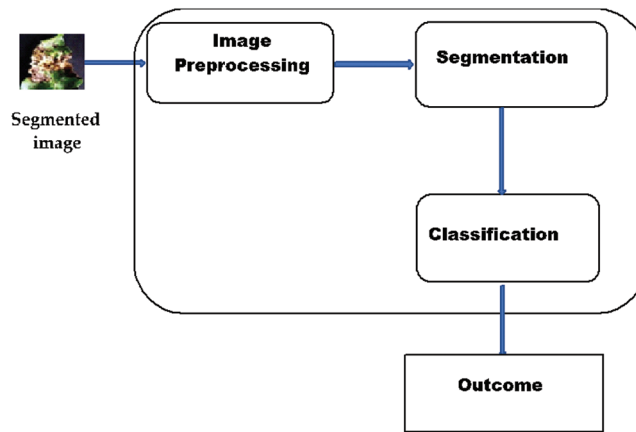 Segmented
image
Image
Preprocessing
Segmentation
Classification
Outcome